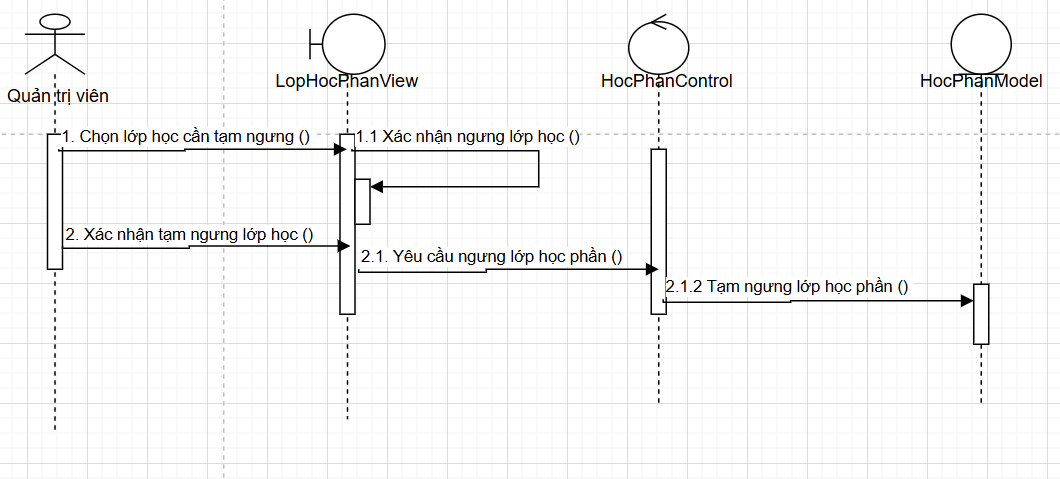 Quản trị viên
LopHocPhanView
HocPhanControl
HocPhanModel
1. Chọn lớp học cần tạm ngưng ()
1.1 Xác nhận ngưng lớp học ()
2. Xác nhận tạm ngưng lớp học ()
2.1. Yêu cầu ngưng lớp học phần ()
2.1.2 Tạm ngưng lớp học phần ()